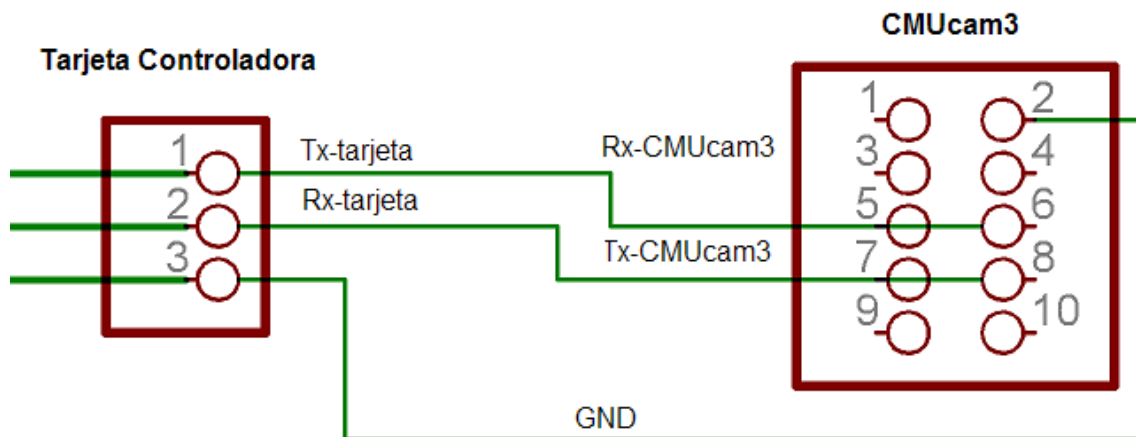 CMUcam3
Tarjeta Controladora
1
2
3
Tx-tarjeta
Rx-tarjeta
Rx-CMUcam3
Tx-CMUcam3
1
2
3
4
5
6
7
8
9
10
GND